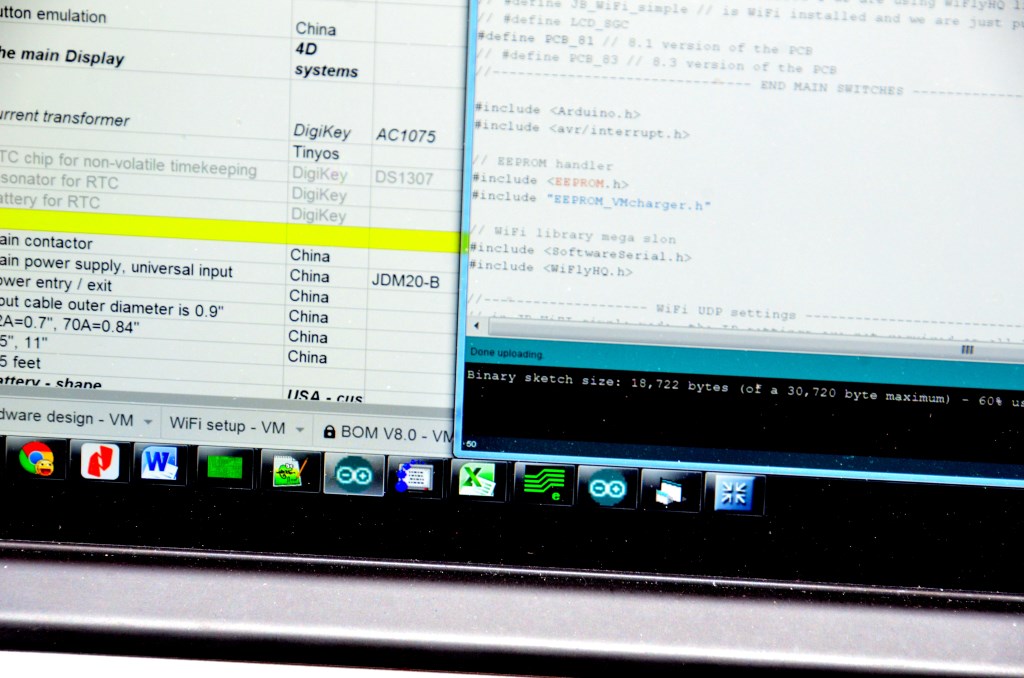 utton emulation
China
he main Display
4D
systems
urrent transformer
DigiKey AC1075
Tinyos
TC chip for non-volatile timekeeping DigiKey DS1307
sonator for RTC DigiKey
attery for RTC DigiKey
ain contactor China
ain power supply, universal input China JDM20-B
ower entry / exit China
put cable outer diameter is 0.9" China
2A=0.7", 70A=0.84" China
5", 11" China
5 feet
attery - shape USA - cus
dware design - VM WiFi setup - VM BOM V8.0 - VM
// #define JB_WiFi_simple // is WiFi installed and we are just pu
// #define LCD_SGC
#define PCB_81 // 8.1 version of the PCB
// #define PCB_83 // 8.3 version of the PCB
//---------------------------------------- END MAIN SWITCHES ----------------
#include <Arduino.h>
#include <avr/interrupt.h>
// EEPROM handler
#include <EEPROM.h>
#include "EEPROM_VMcharger.h"
// WiFi library mega slon
#include <SoftwareSerial.h>
#include <WiFlyHQ.h>
//------------------------- WiFi UDP settings --------------------
Done uploading.
Binary sketch size: 18,722 bytes (of a 30,720 byte maximum) - 60% us
50
W
X
e